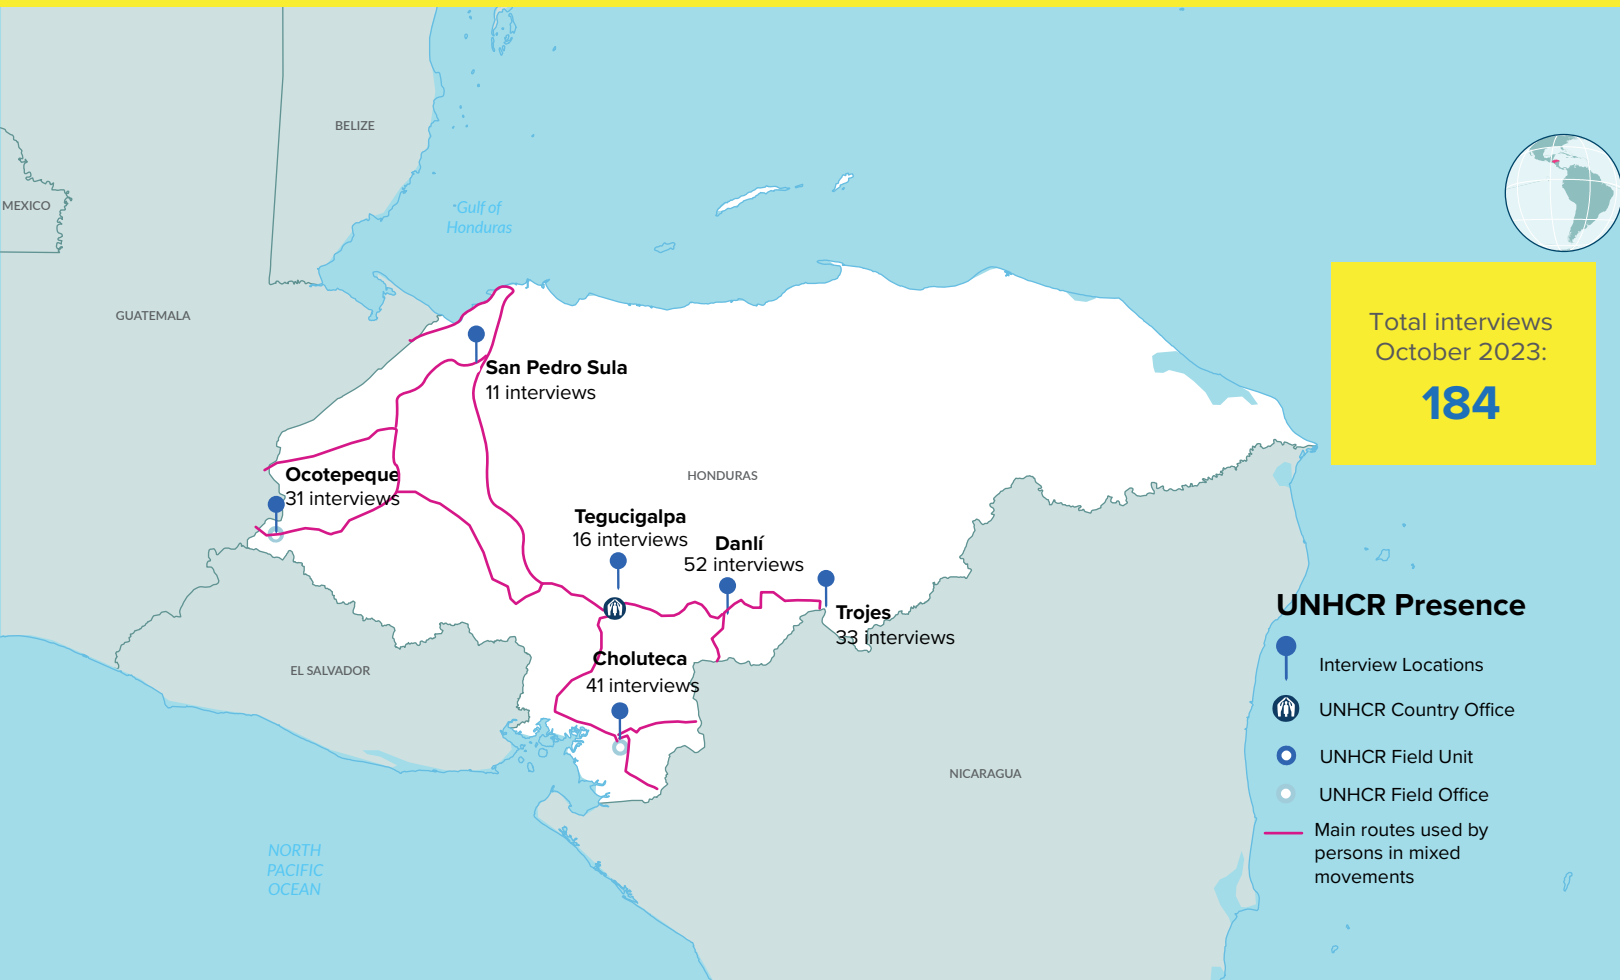 BELIZE
MEXICO
Gulf of
Honduras
GUATEMALA
Total interviews
October 2023:
184
San Pedro Sula
11 interviews
Ocotepeque
31 interviews
HONDURAS
Tegucigalpa
16 interviews
Danlí
52 interviews
Trojes
33 interviews
Choluteca
41 interviews
EL SALVADOR
NICARAGUA
NORTH
PACIFIC
OCEAN
UNHCR Presence
Interview Locations
UNHCR Country Office
UNHCR Field Unit
UNHCR Field Office
Main routes used by
persons in mixed
movements